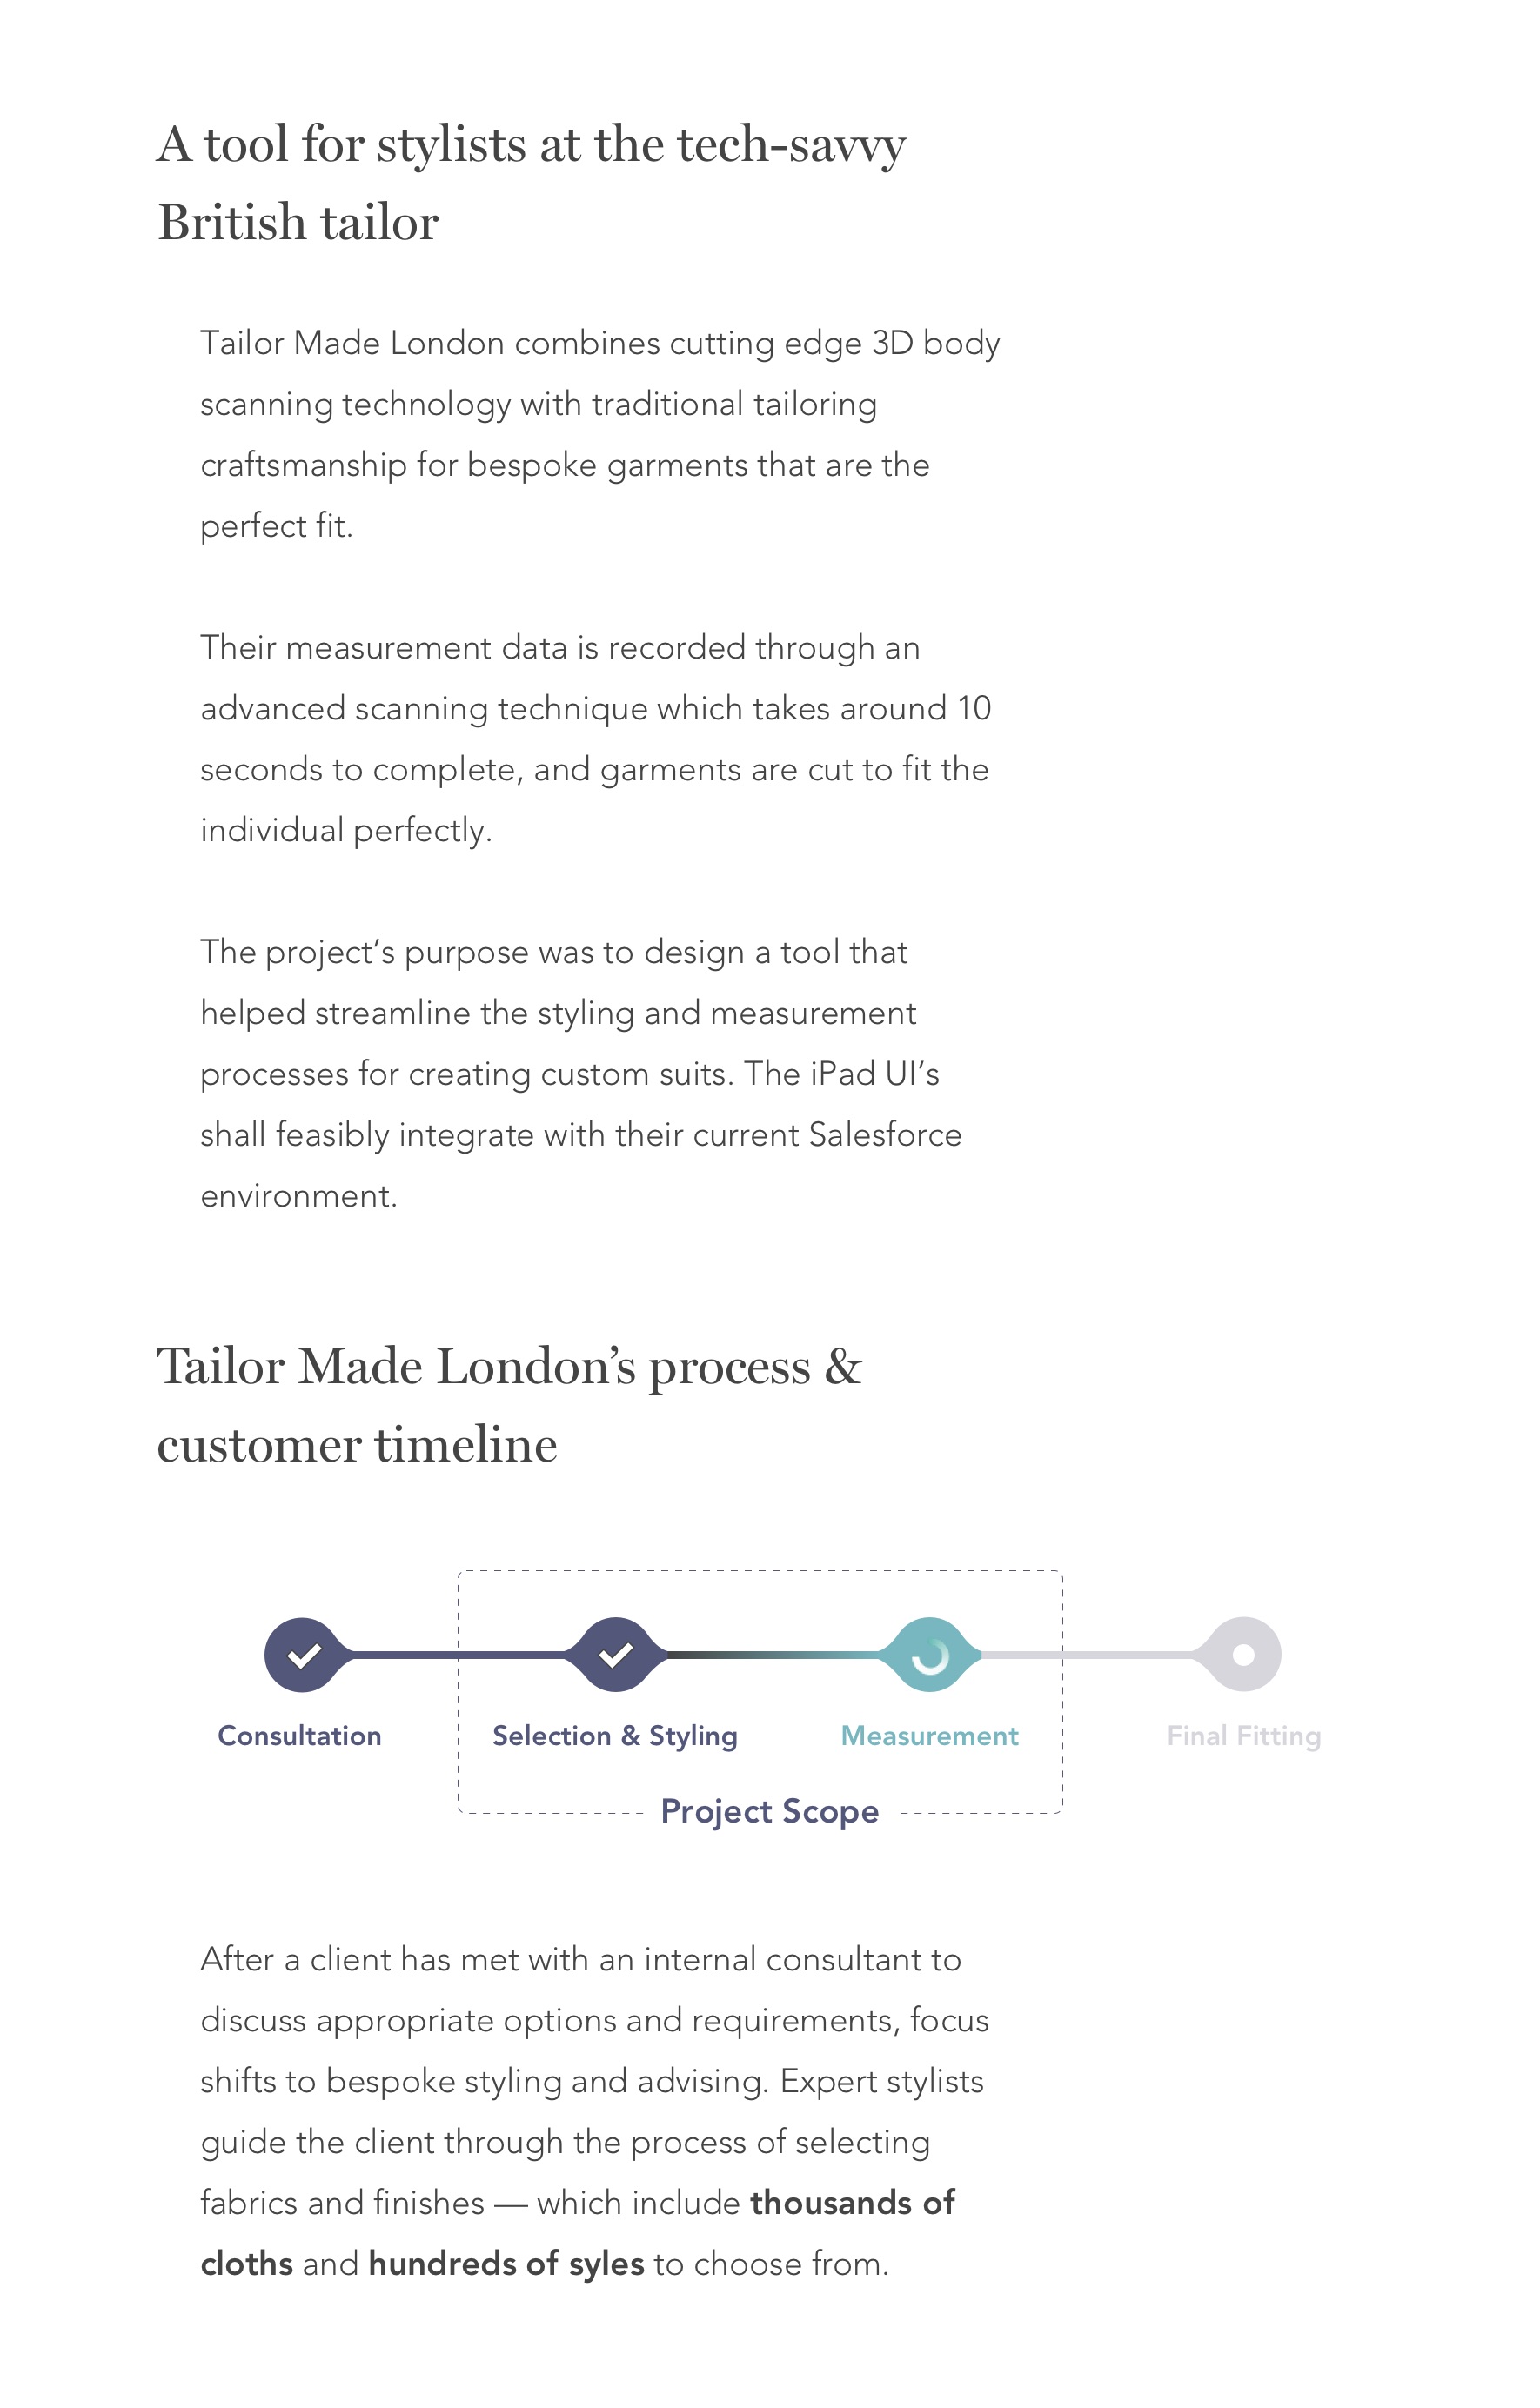 A tool for stylists at the tech-savvy
British tailor
Tailor Made London combines cutting edge 3D body
scanning technology with traditional tailoring
craftsmanship for bespoke garments that are the
perfect fit.
Their measurement data is recorded through an
advanced scanning technique which takes around 10
seconds to complete, and garments are cut to fit the
individual perfectly.
The project’s purpose was to design a tool that
helped streamline the styling and measurement
processes for creating custom suits. The iPad UI’s
shall feasibly integrate with their current Salesforce
environment.
Tailor Made London’s process &
customer timeline
Consultation
Selection & Styling
Measurement
Final Fitting
Project Scope
After a client has met with an internal consultant to
discuss appropriate options and requirements, focus
shifts to bespoke styling and advising. Expert stylists
guide the client through the process of selecting
fabrics and finishes — which include thousands of
cloths and hundreds of syles to choose from.